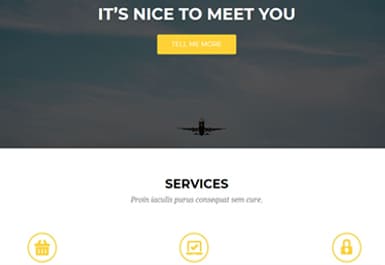 IT'S NICE TO MEET YOU
TELL ME MORE
SERVICES
Proin iaculis purus consequat sem cure.